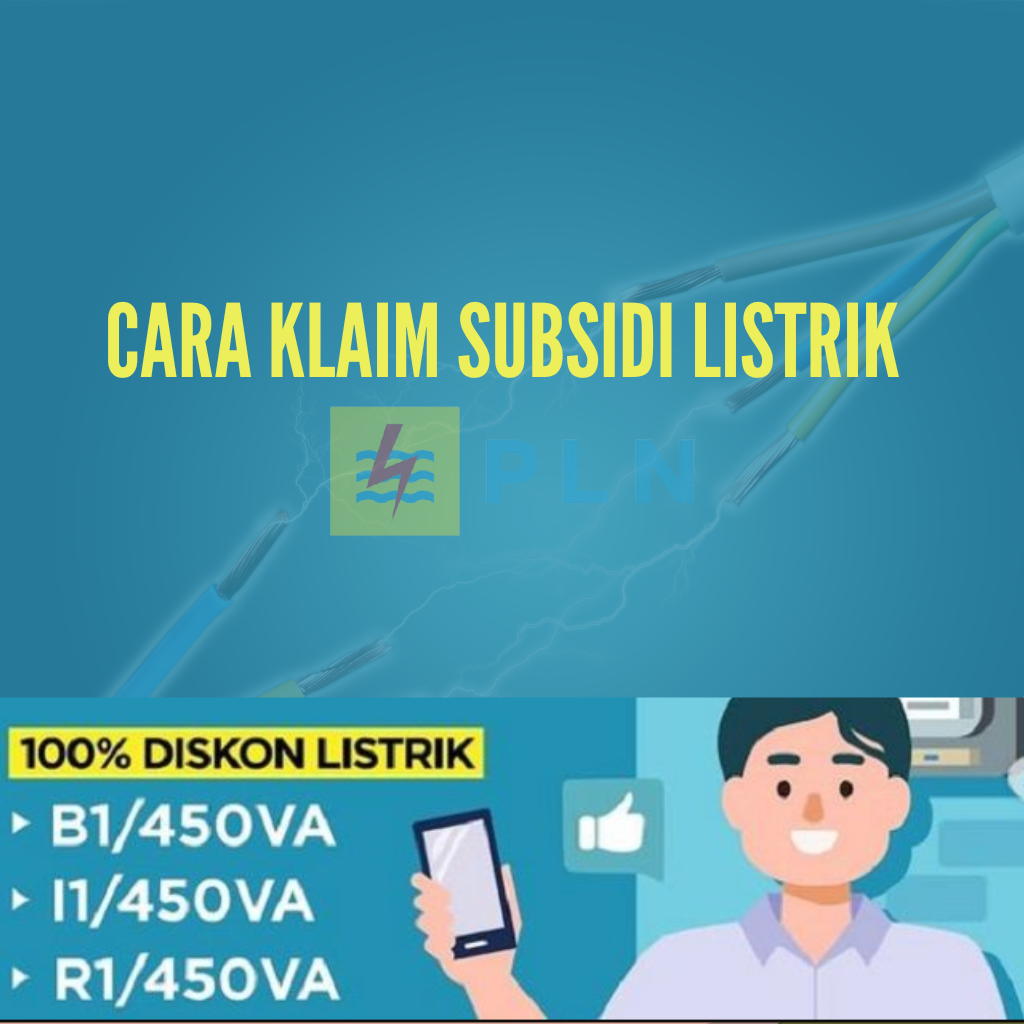 CARA KLAIM SUBSIDI LISTRIK
PLN
100% DISKON LISTRIK
B1/450VA
I1/450VA
R1/450VA